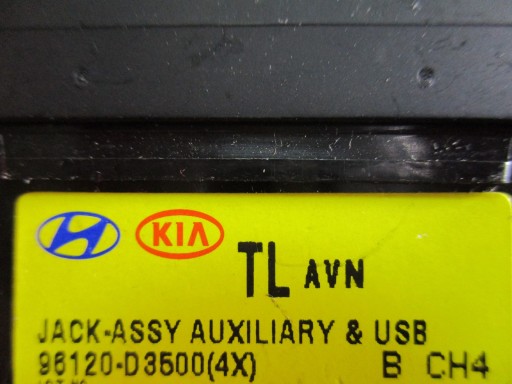 KIA
TL AVN
JACK-ASSY AUXILIARY & USB
96120-D3500(4X) B CH4